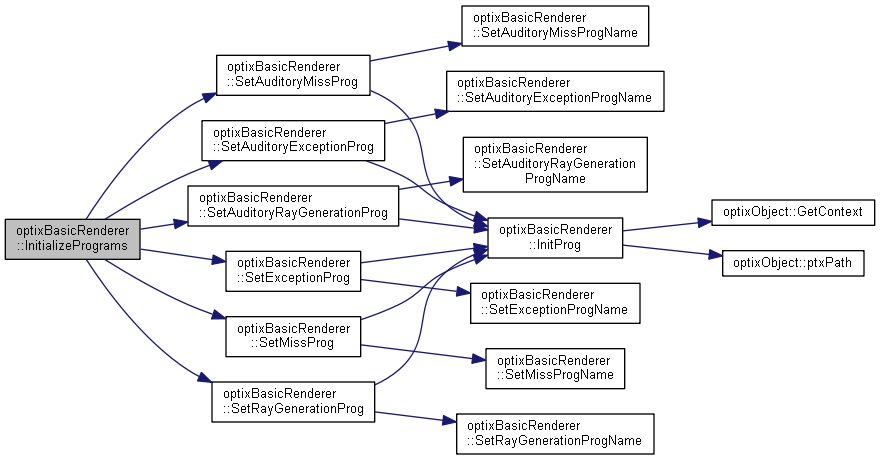 optixBasicRenderer
::InitializePrograms
optixBasicRenderer
::SetAuditoryMissProg
optixBasicRenderer
::SetAuditoryExceptionProg
optixBasicRenderer
::SetAuditoryRayGenerationProg
optixBasicRenderer
::SetExceptionProg
optixBasicRenderer
::SetMissProg
optixBasicRenderer
::SetRayGenerationProg
optixBasicRenderer
::SetAuditoryMissProgName
optixBasicRenderer
::SetAuditoryExceptionProgName
optixBasicRenderer
::SetAuditoryRayGeneration
ProgName
optixBasicRenderer
::InitProg
optixBasicRenderer
::SetExceptionProgName
optixBasicRenderer
::SetMissProgName
optixBasicRenderer
::SetRayGenerationProgName
optixObject::GetContext
optixObject::ptxPath